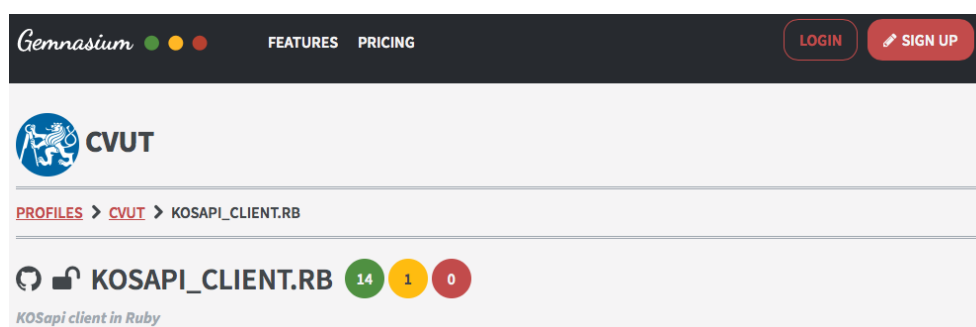 Gemnasium FEATURES PRICING LOGIN SIGN UP
CVUT
PROFILES > CVUT > KOSAPI_CLIENT.RB
KOSAPI_CLIENT.RB 14 1 0
KOSapi client in Ruby